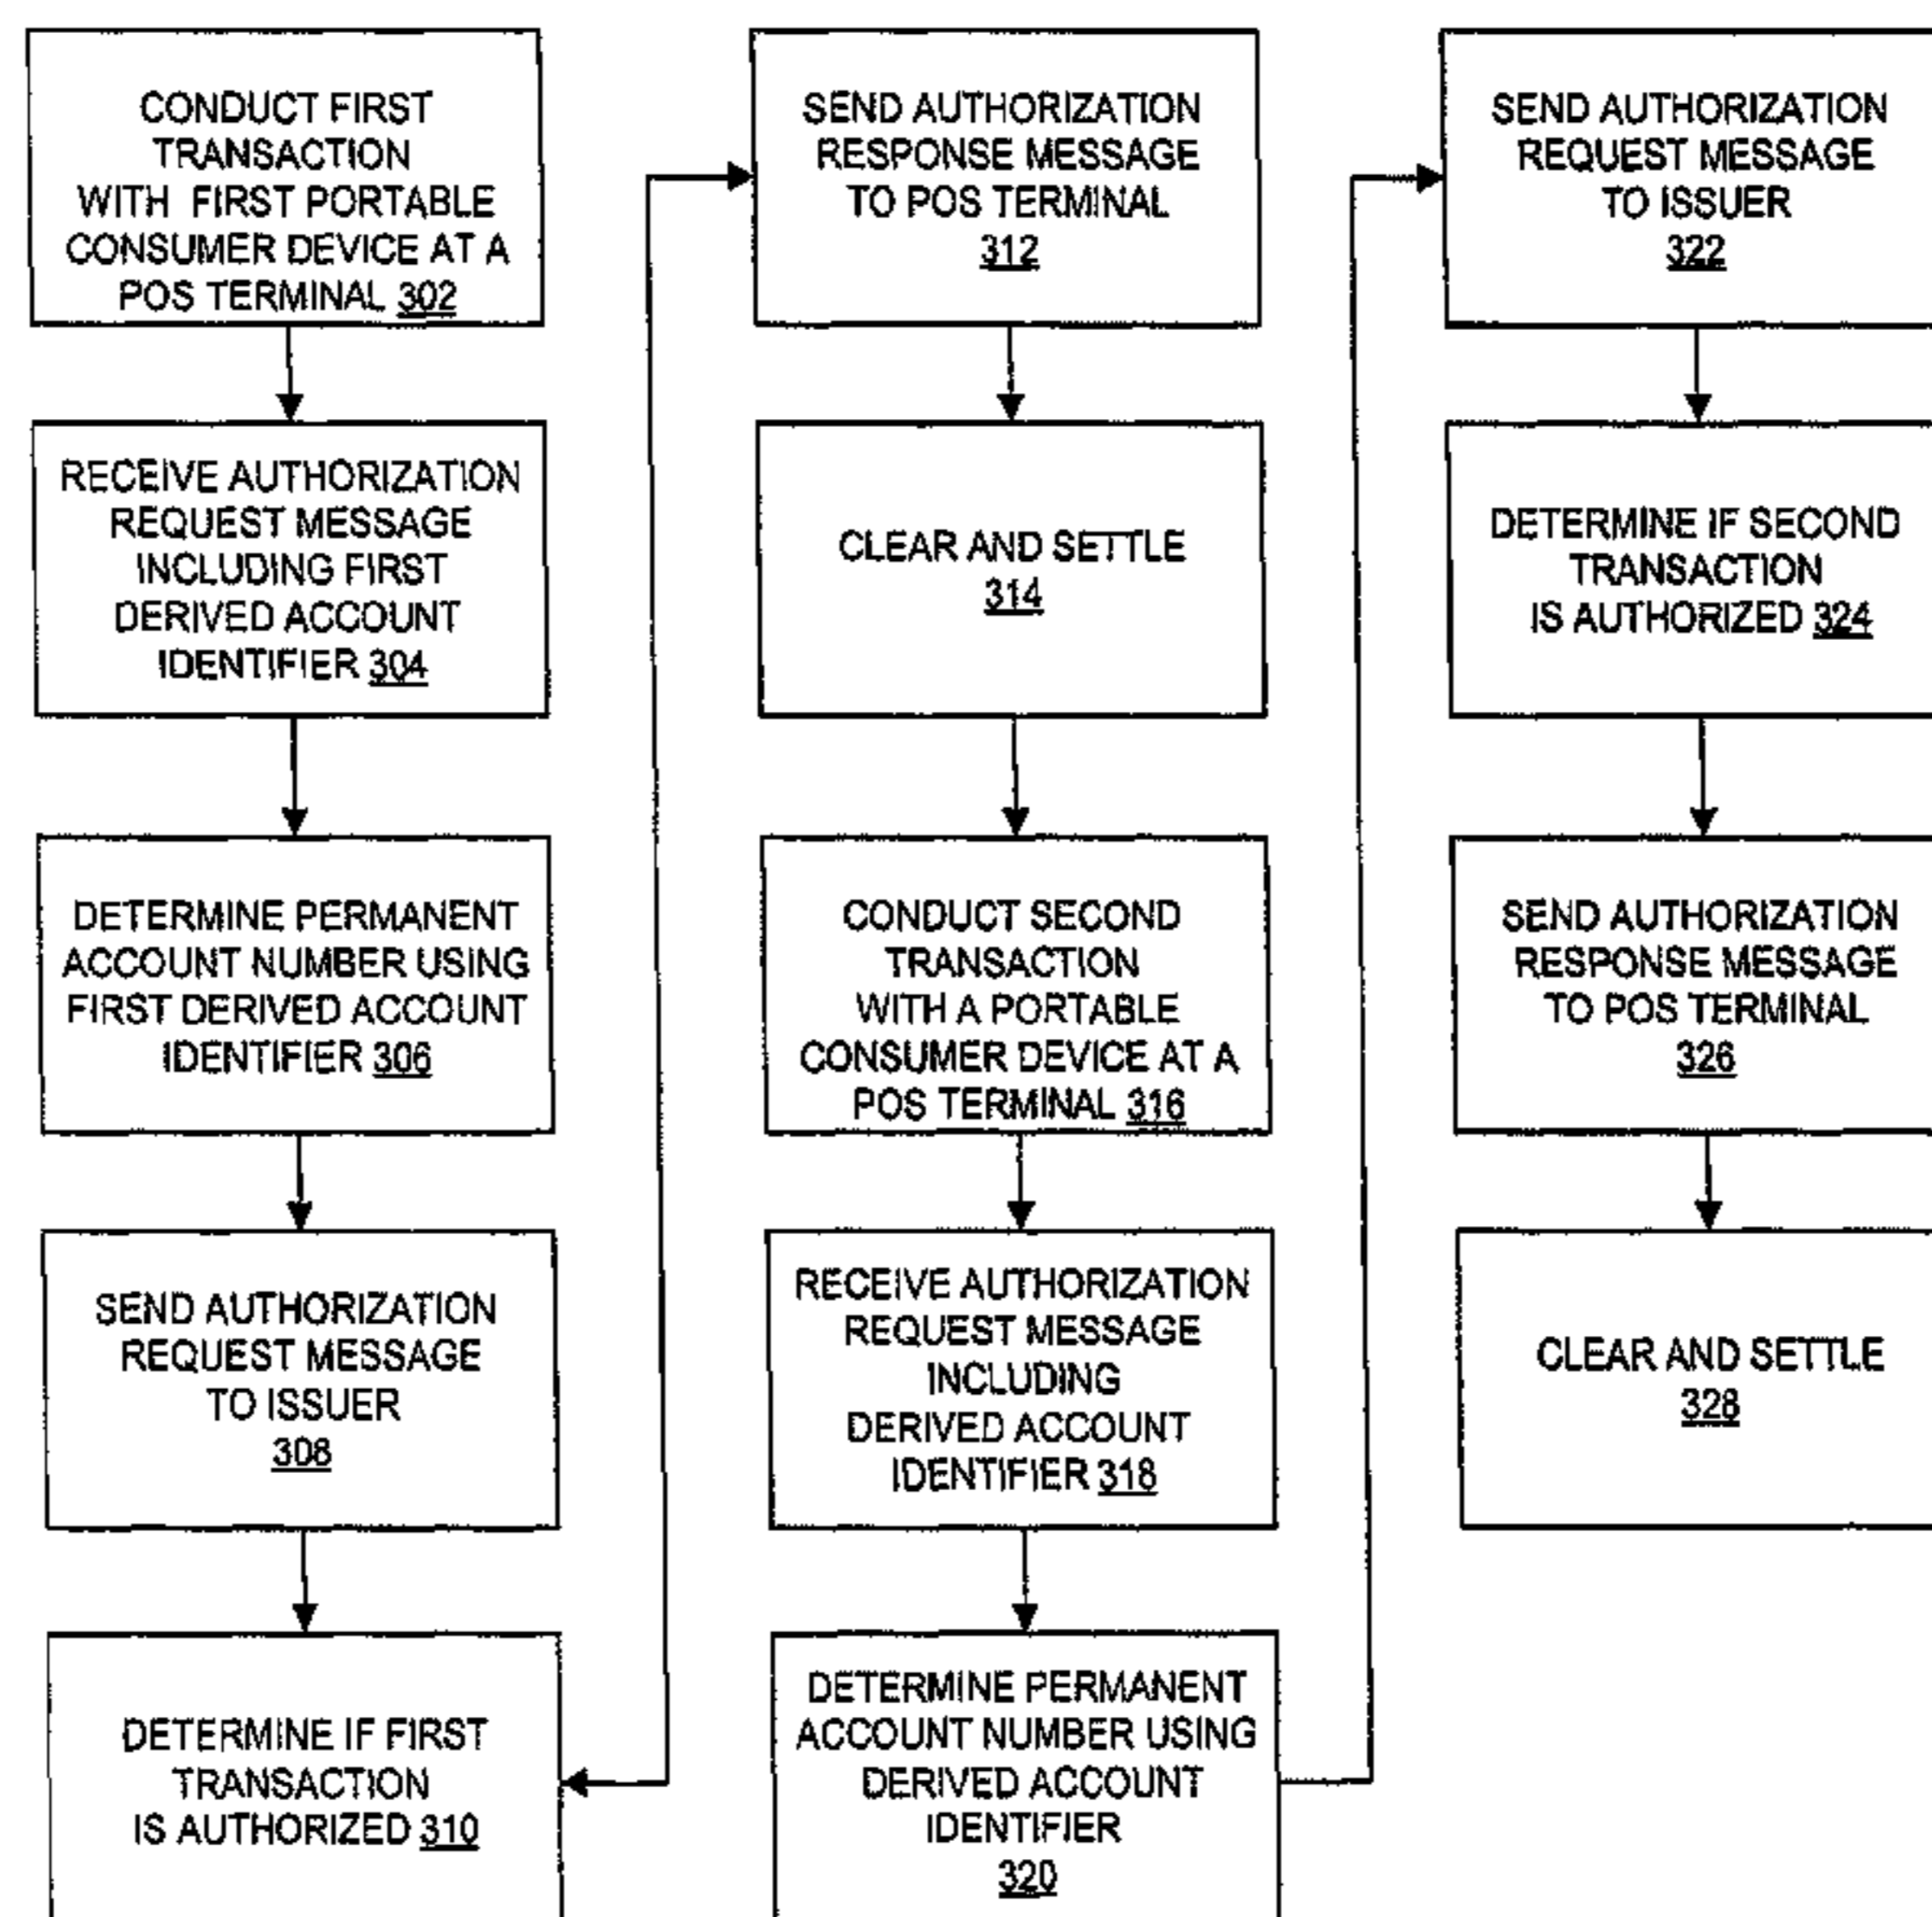 CONDUCT FIRST
TRANSACTION
WITH FIRST PORTABLE
CONSUMER DEVICE AT A
POS TERMINAL 302
RECEIVE AUTHORIZATION
REQUEST MESSAGE
INCLUDING FIRST
DERIVED ACCOUNT
IDENTIFIER 304
DETERMINE PERMANENT
ACCOUNT NUMBER USING
FIRST DERIVED ACCOUNT
IDENTIFIER 306
SEND AUTHORIZATION
REQUEST MESSAGE
TO ISSUER
308
DETERMINE IF FIRST
TRANSACTION
IS AUTHORIZED 310
SEND AUTHORIZATION
RESPONSE MESSAGE
TO POS TERMINAL
312
CLEAR AND SETTLE
314
CONDUCT SECOND
TRANSACTION
WITH A PORTABLE
CONSUMER DEVICE AT A
POS TERMINAL 316
RECEIVE AUTHORIZATION
REQUEST MESSAGE
INCLUDING
DERIVED ACCOUNT
IDENTIFIER 318
DETERMINE PERMANENT
ACCOUNT NUMBER USING
DERIVED ACCOUNT
IDENTIFIER
320
SEND AUTHORIZATION
REQUEST MESSAGE
TO ISSUER
322
DETERMINE IF SECOND
TRANSACTION
IS AUTHORIZED 324
SEND AUTHORIZATION
RESPONSE MESSAGE
TO POS TERMINAL
326
CLEAR AND SETTLE
328